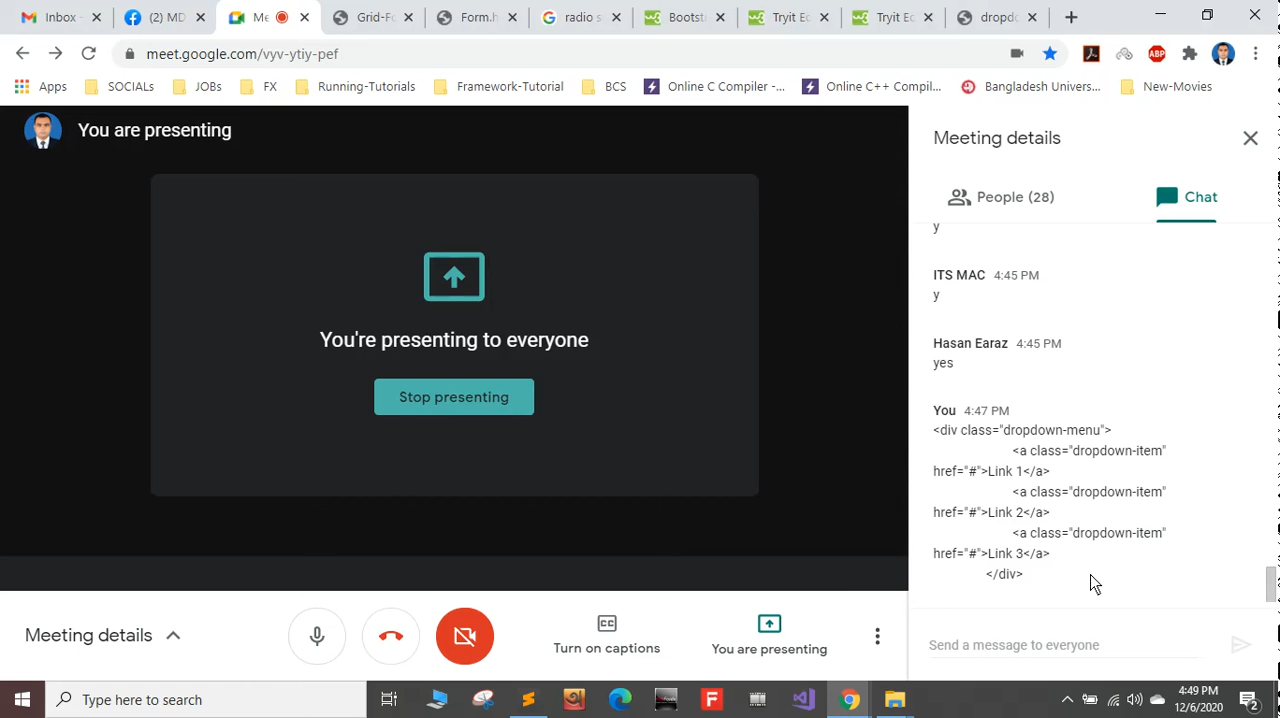 Inbox -
(2) MD
Me
Grid-Fo
Form.h
radio s
Bootst
Tryit Ec
Tryit Ec
dropdo
meet.google.com/vyv-ytiy-pef
ABP
Apps
SOCIALs
JOBs
FX
Running-Tutorials
Framework-Tutorial
BCS
Online C Compiler -...
Online C++ Compil...
Bangladesh Univers...
New-Movies
You are presenting
You're presenting to everyone
Stop presenting
Meeting details
People (28)
Chat
y
ITS MAC 4:45 PM
y
Hasan Earaz 4:45 PM
yes
You 4:47 PM
<div class="dropdown-menu">
<a class="dropdown-item"
href="#">Link 1</a>
<a class="dropdown-item"
href="#">Link 2</a>
<a class="dropdown-item"
href="#">Link 3</a>
</div>
Send a message to everyone
Meeting details
Turn on captions
You are presenting
Type here to search
F
4:49 PM
12/6/2020
2